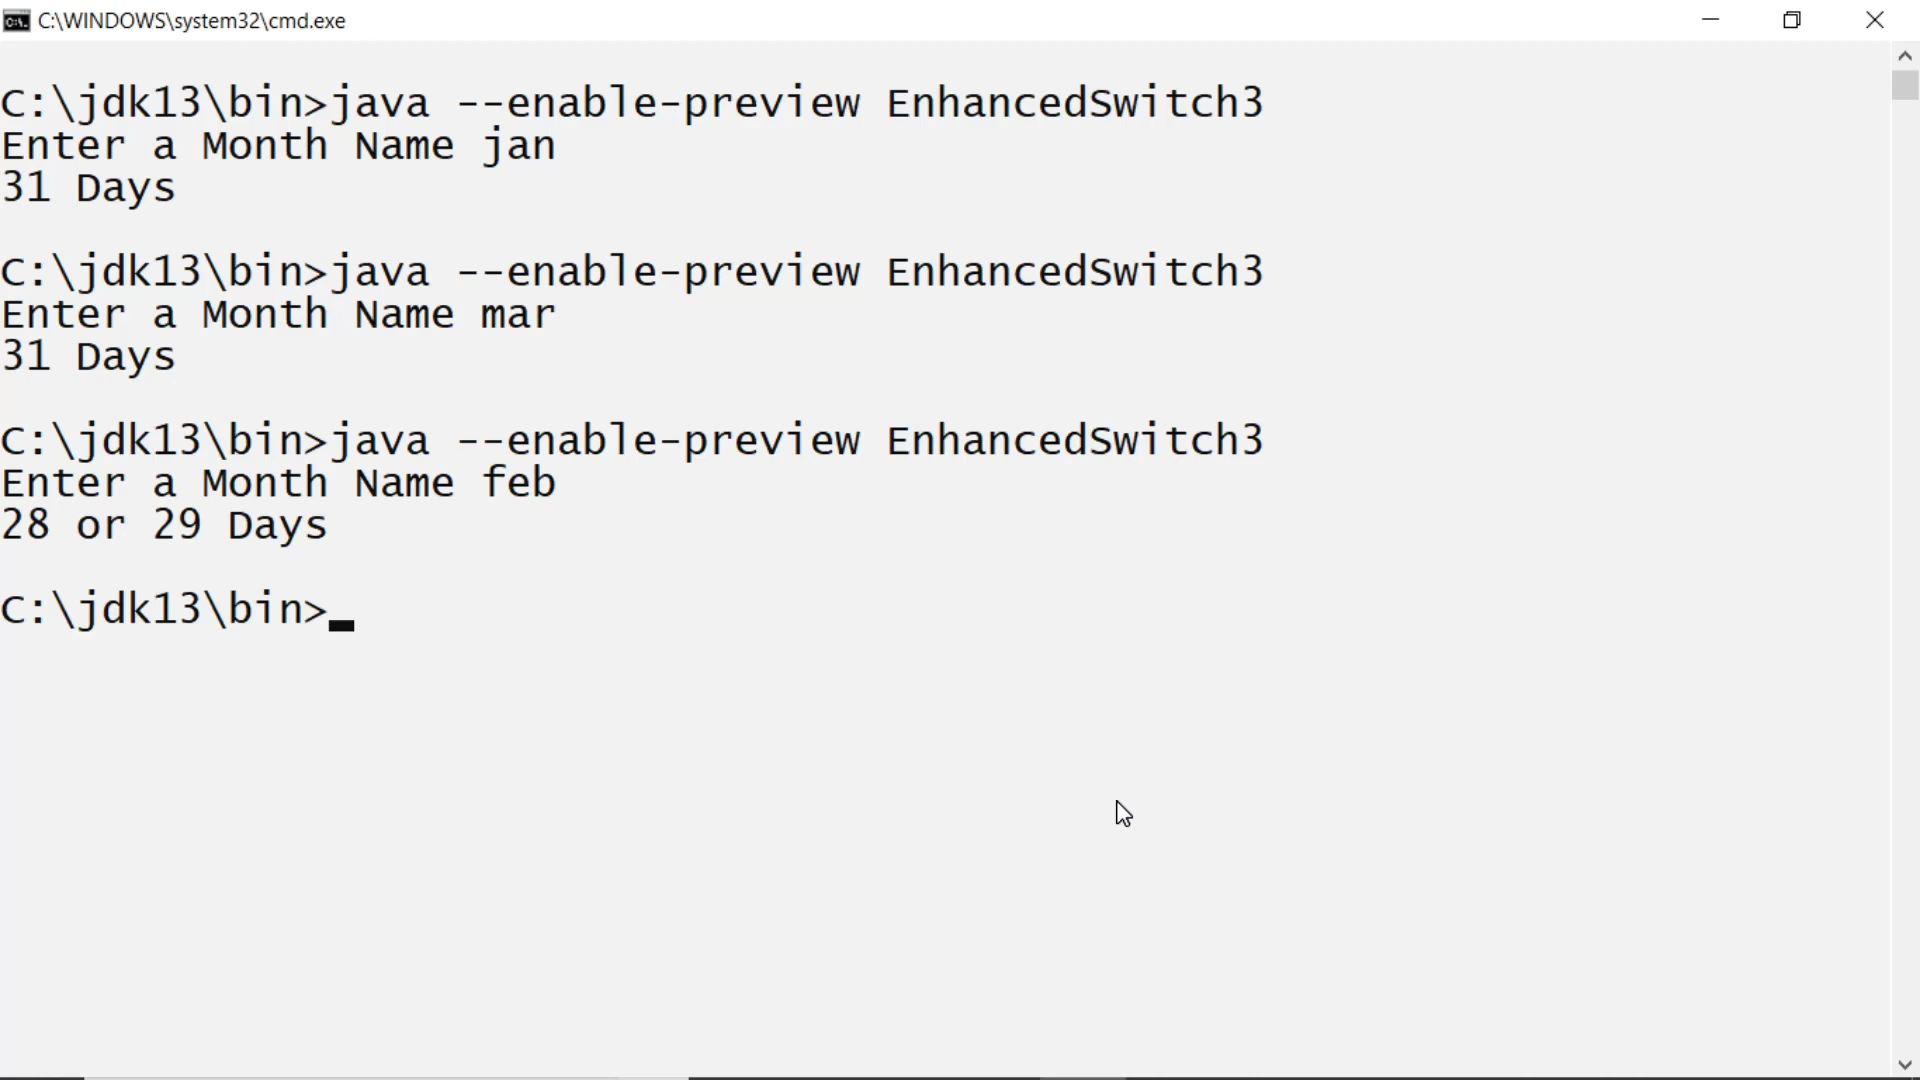 C:\WINDOWS\system32\cmd.exe
C:\jdk13\bin>java --enable-preview EnhancedSwitch3
Enter a Month Name jan
31 Days
C:\jdk13\bin>java --enable-preview EnhancedSwitch3
Enter a Month Name mar
31 Days
C:\jdk13\bin>java --enable-preview EnhancedSwitch3
Enter a Month Name feb
28 or 29 Days
C:\jdk13\bin>